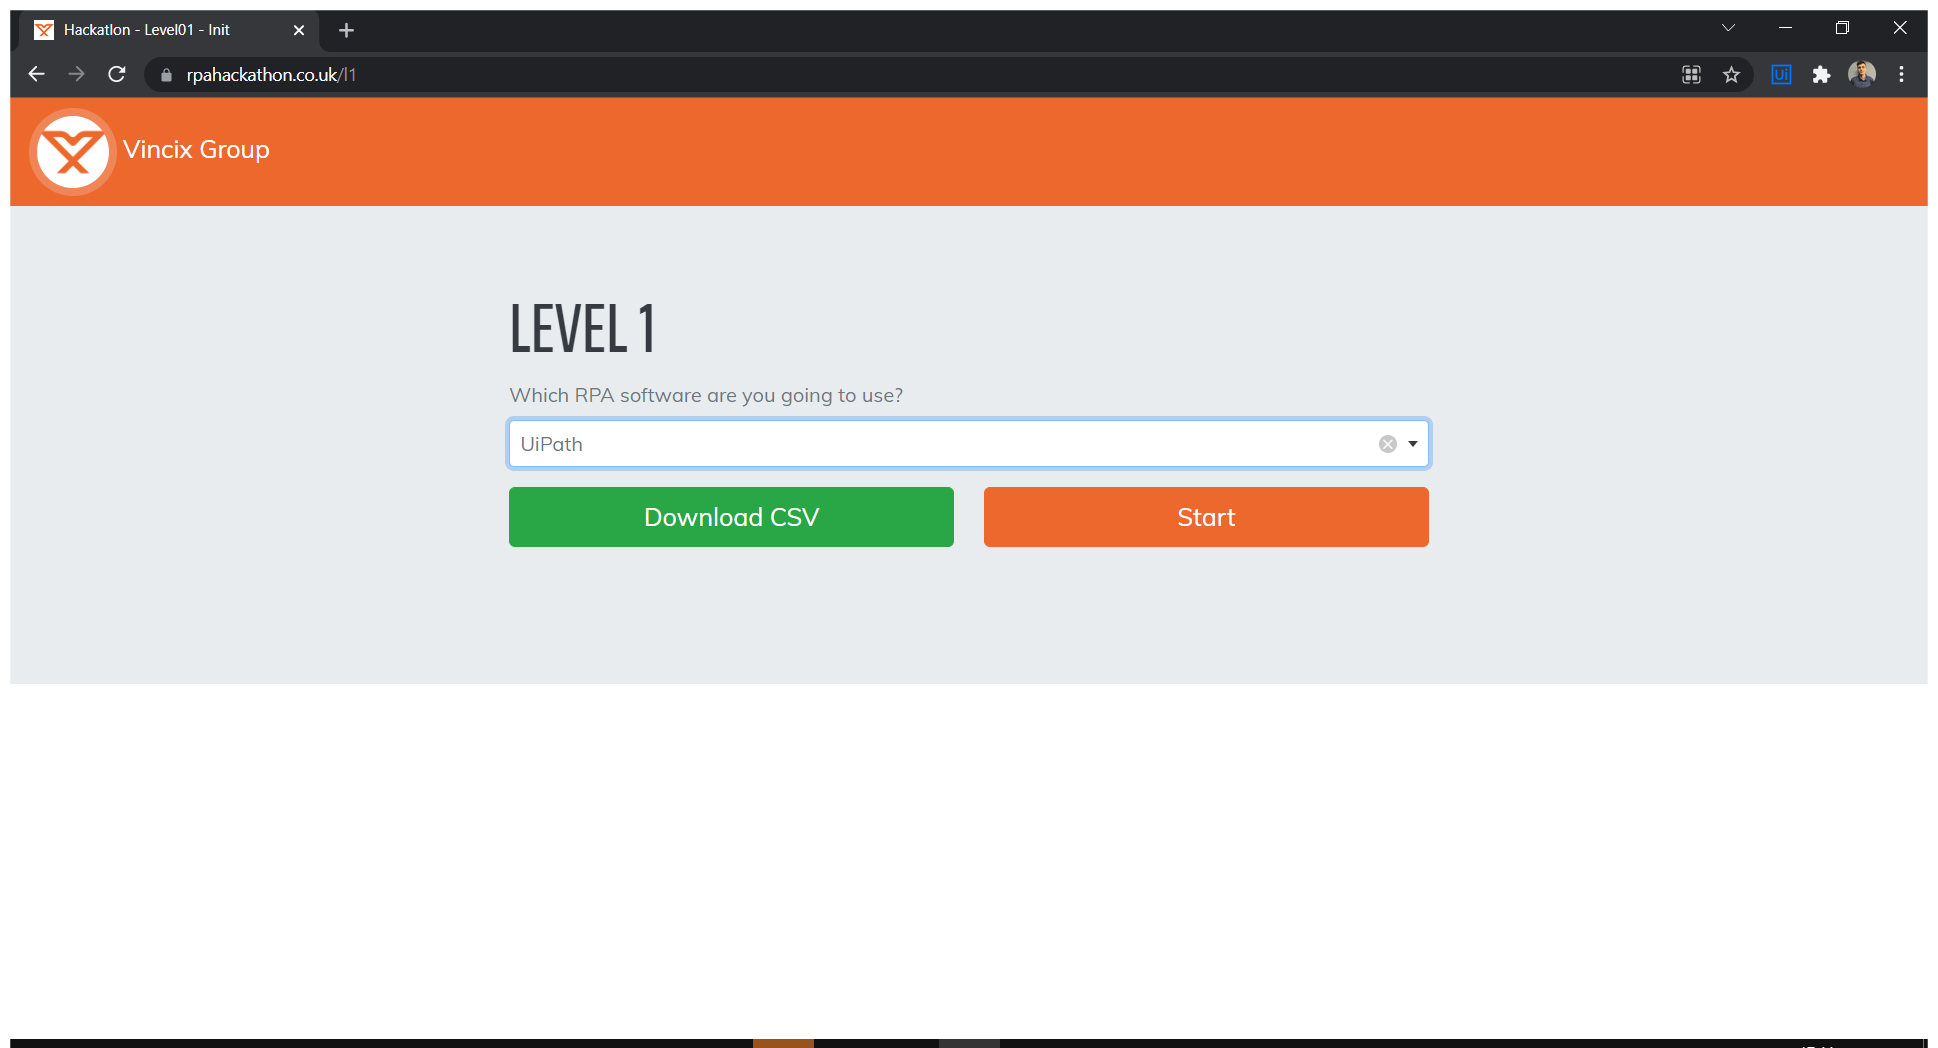 Hackatlon - Level01 - Init
rpahackathon.co.uk/l1
Ui
Vincix Group
LEVEL 1
Which RPA software are you going to use?
UiPath
Download CSV
Start